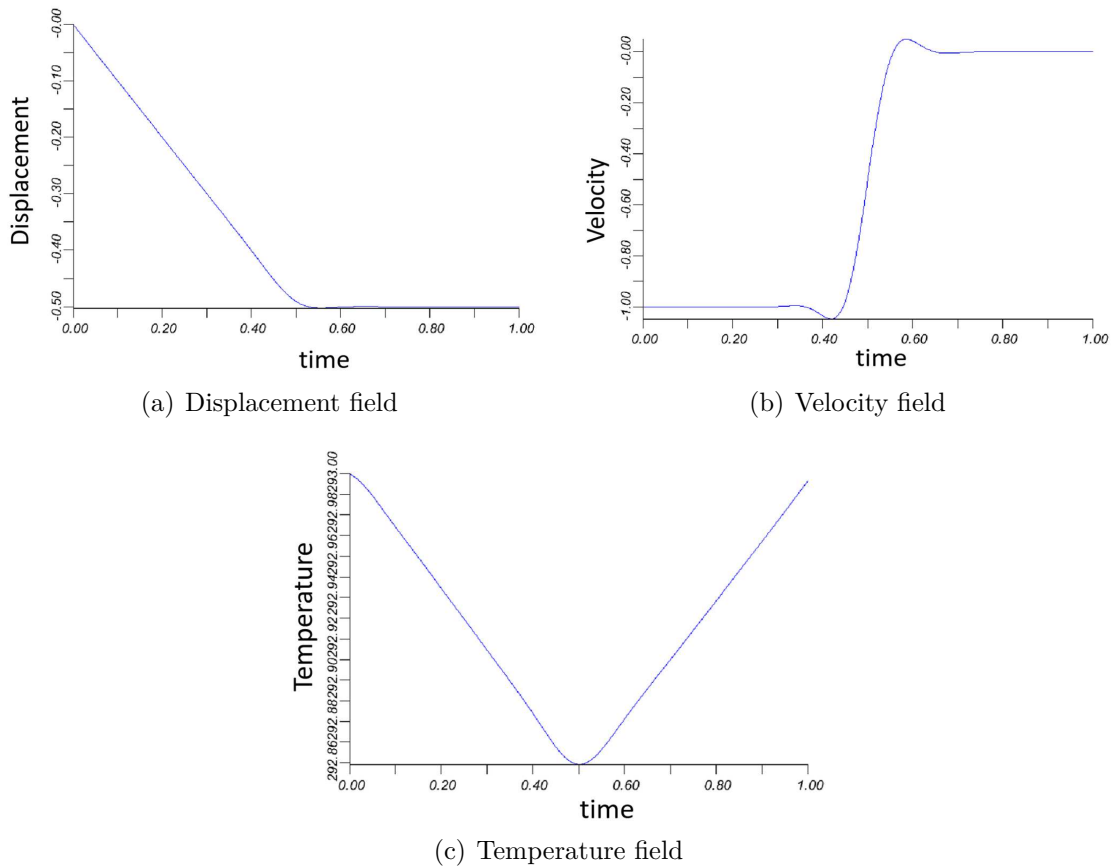 Displacement
-0.00
-0.10
-0.20
-0.30
-0.40
-0.50
0.00 0.20 0.40 0.60 0.80 1.00
time
(a) Displacement field
Velocity
-0.00
-0.20
-0.40
-0.60
-0.80
-1.00
0.00 0.20 0.40 0.60 0.80 1.00
time
(b) Velocity field
Temperature
293.00
292.98
292.96
292.94
292.92
292.90
292.88
292.86
0.00 0.20 0.40 0.60 0.80 1.00
time
(c) Temperature field